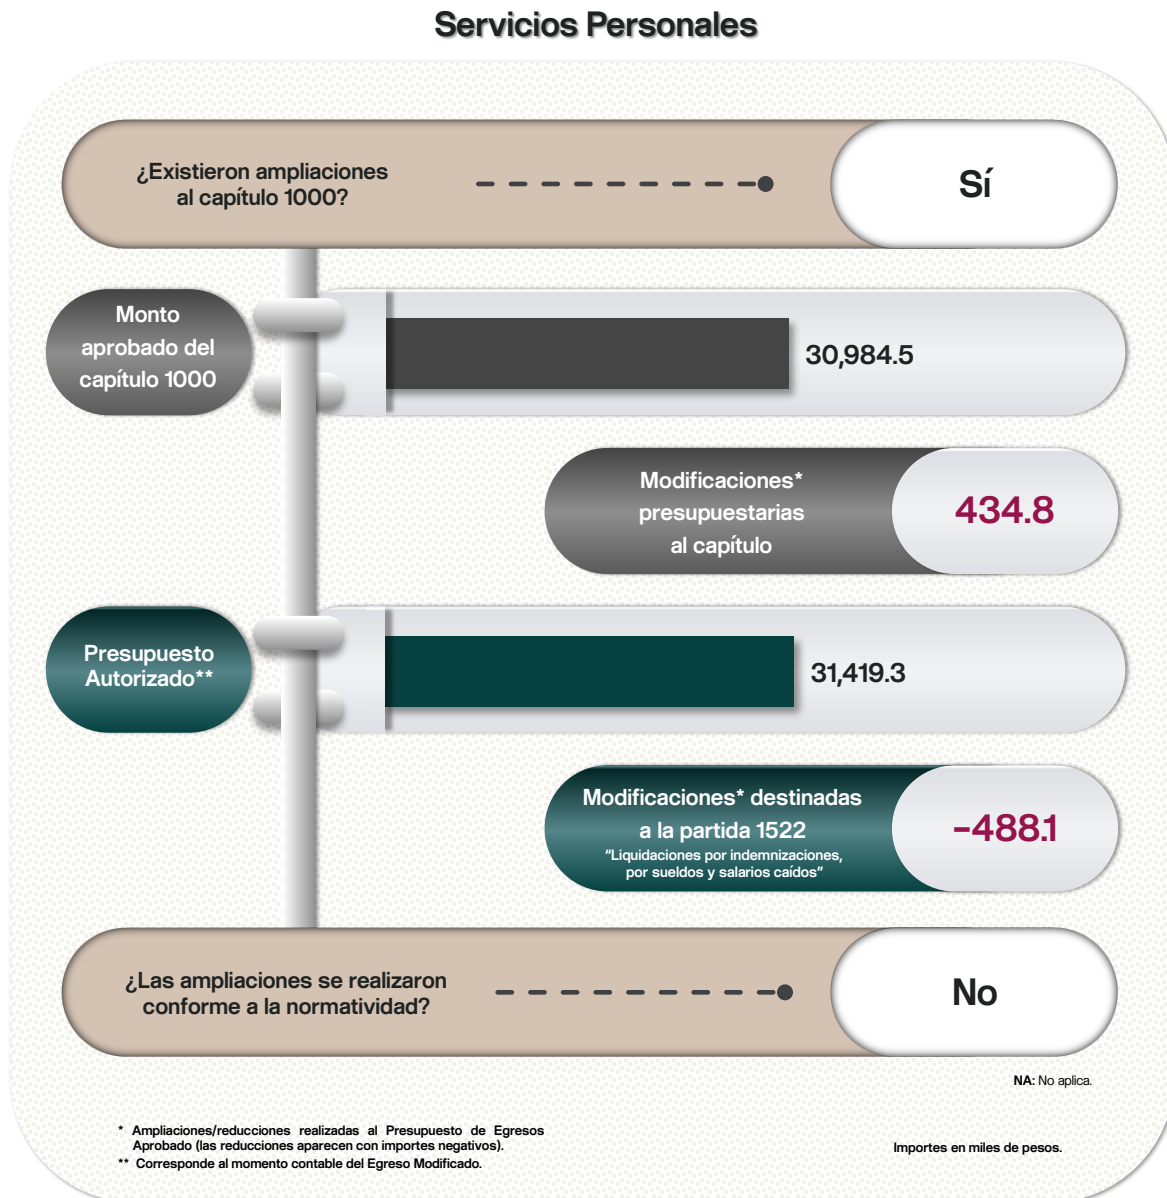 Servicios Personales
¿Existieron ampliaciones
al capítulo 1000?
Sí
Monto
aprobado del
capítulo 1000
30,984.5
Modificaciones*
presupuestarias
al capítulo
434.8
Presupuesto
Autorizado**
31,419.3
Modificaciones* destinadas
a la partida 1522
"Liquidaciones por indemnizaciones,
por sueldos y salarios caídos"
-488.1
¿Las ampliaciones se realizaron
conforme a la normatividad?
No
NA: No aplica.
* Ampliaciones/reducciones realizadas al Presupuesto de Egresos
Aprobado (las reducciones aparecen con importes negativos).
** Corresponde al momento contable del Egreso Modificado.
Importes en miles de pesos.